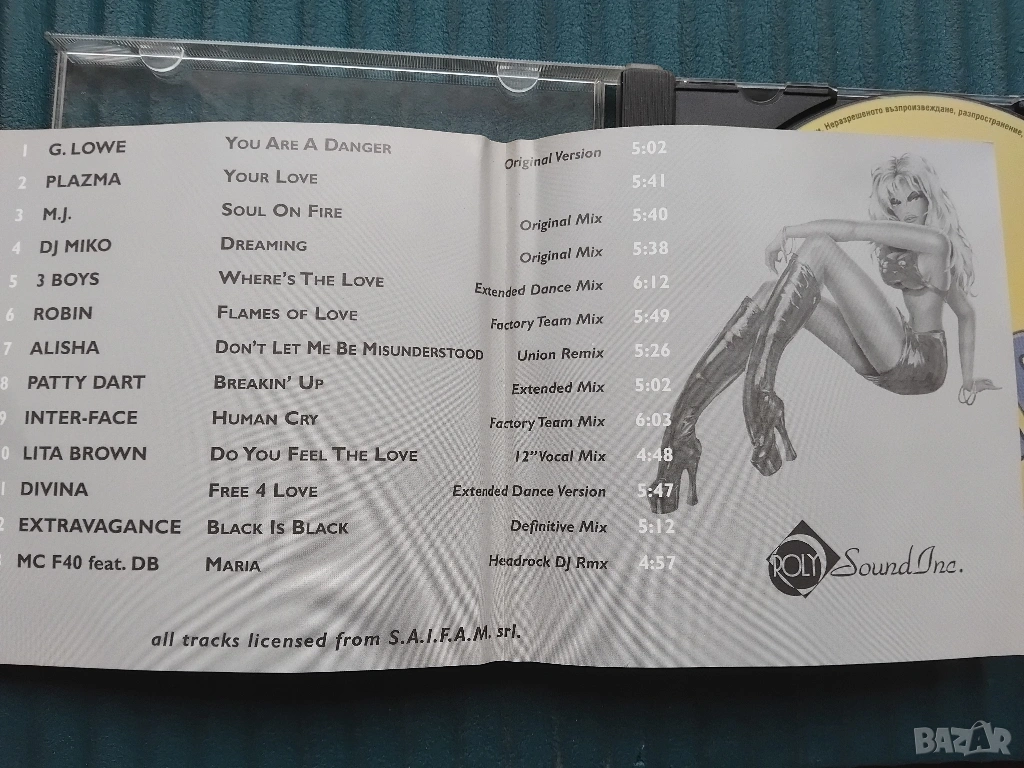 и. Неразрешеното възпроизвеждане, разпространение,
1 G. LOWE YOU ARE A DANGER Original Version 5:02
2 PLAZMA YOUR LOVE 5:41
3 M.J. SOUL ON FIRE Original Mix 5:40
4 DJ MIKO DREAMING Original Mix 5:38
5 3 BOYS WHERE'S THE LOVE Extended Dance Mix 6:12
6 ROBIN FLAMES OF LOVE Factory Team Mix 5:49
7 ALISHA DON'T LET ME BE MISUNDERSTOOD Union Remix 5:26
8 PATTY DART BREAKIN' UP Extended Mix 5:02
9 INTER-FACE HUMAN CRY Factory Team Mix 6:03
0 LITA BROWN DO YOU FEEL THE LOVE 12" Vocal Mix 4:48
1 DIVINA FREE 4 LOVE Extended Dance Version 5:47
2 EXTRAVAGANCE BLACK IS BLACK Definitive Mix 5:12
MC F40 feat. DB MARIA Headrock DJ Rmx 4:57
ROLY Sound Inc.
all tracks licensed from S.A.I.F.A.M. srl.
BAZAR